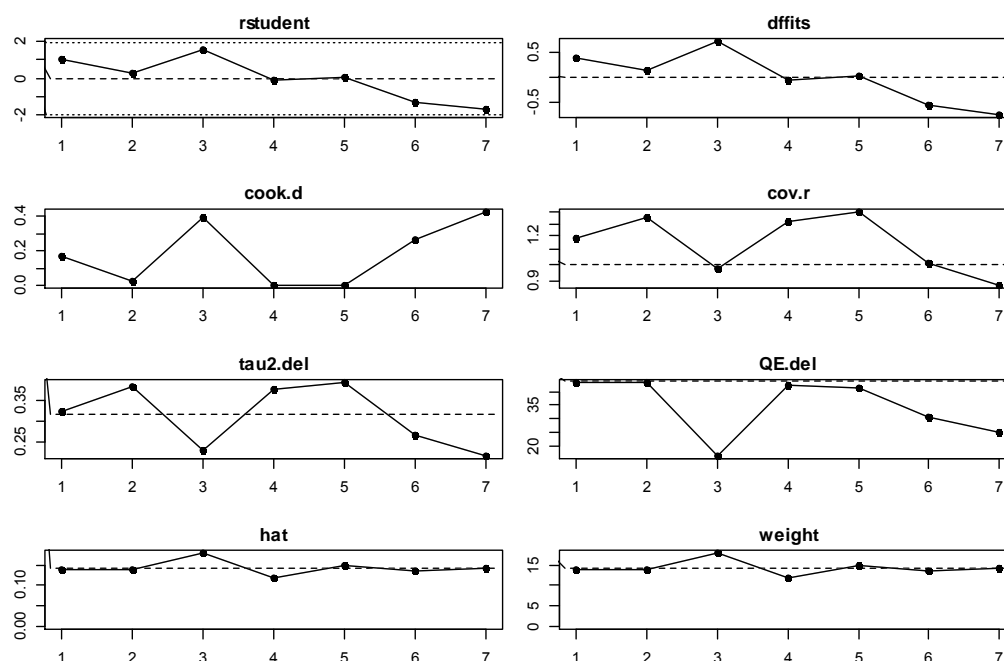 rstudent
2
0
-2
1 2 3 4 5 6 7
dffits
0.5
-0.5
1 2 3 4 5 6 7
cook.d
0.4
0.2
0.0
1 2 3 4 5 6 7
cov.r
1.2
0.9
1 2 3 4 5 6 7
tau2.del
0.35
0.25
1 2 3 4 5 6 7
QE.del
35
20
1 2 3 4 5 6 7
hat
0.10
0.00
1 2 3 4 5 6 7
weight
15
5
0
1 2 3 4 5 6 7